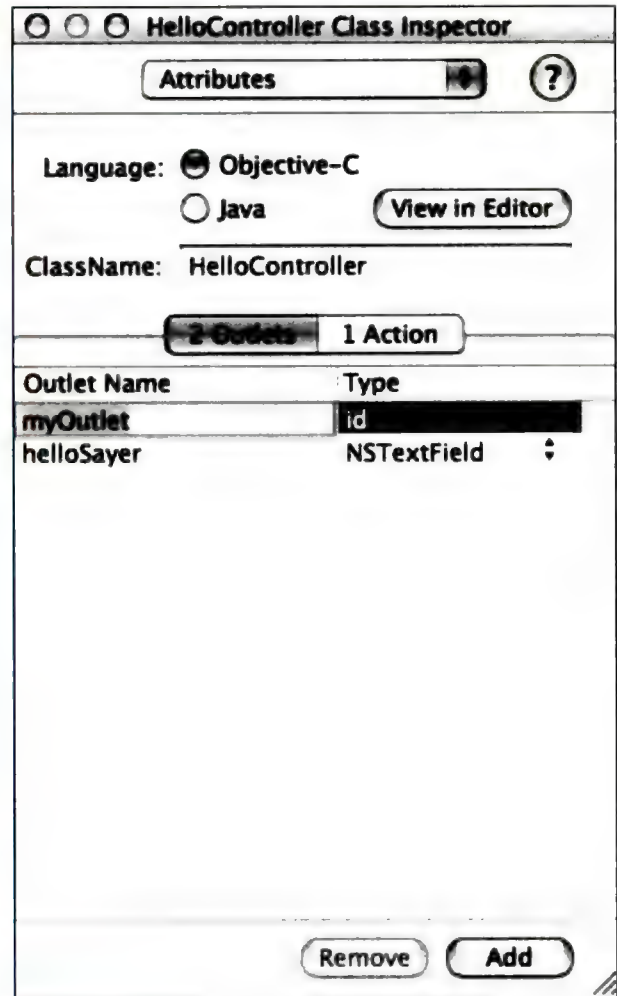 HelloController Class Inspector
Attributes
?
Language: Objective-C
Java
View in Editor
ClassName: HelloController
2 Outlets 1 Action
Outlet Name Type
myOutlet id
helloSayer NSTextField
Remove Add